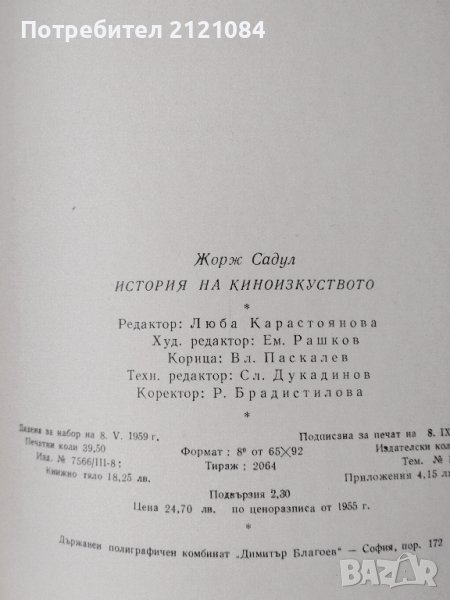 Потребител 2121084
Жорж Садул
ИСТОРИЯ НА КИНОИЗКУСТВОТО
*
Редактор: Люба Карастоянова
Худ. редактор: Ем. Рашков
Корица: Вл. Паскалев
Техн. редактор: Сл. Дукадинов
Коректор: Р. Брадистилова
*
Дадена за набор на 8. V. 1959 г. Подписана за печат на 8. IX
Печатни коли 39,50 Формат: 8º от 65×92 Издателски кол
Изд. № 7566/III-8: Тираж: 2064 Тем. №
Книжно тяло 18,25 лв. Приложения 4,15 л
Подвързия 2,30
Цена 24,70 лв. по ценоразписа от 1955 г.
*
Държавен полиграфичен комбинат „Димитър Благоев“ — София, пор. 172
BAZAR